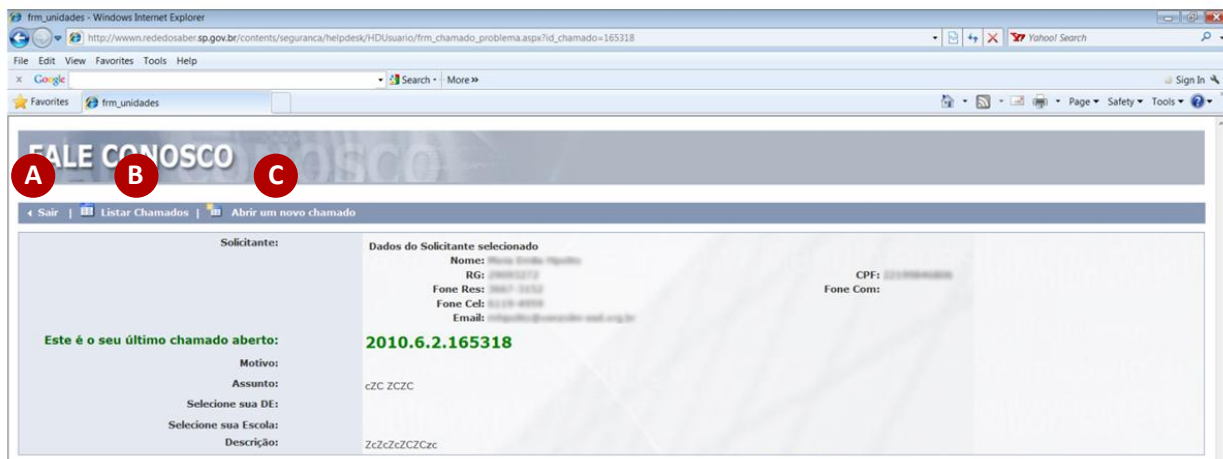 frm_unidades - Windows Internet Explorer
http://wwwn.rededosaber.sp.gov.br/contents/seguranca/helpdesk/HDUsuario/frm_chamado_problema.aspx?id_chamado=165318 Yahoo! Search
File Edit View Favorites Tools Help
x Google Search More » Sign In
Favorites frm_unidades Page Safety Tools
FALE CONOSCO
A B C
Sair | Listar Chamados | Abrir um novo chamado
Solicitante: Dados do Solicitante selecionado
Nome:
RG: CPF:
Fone Res: Fone Com:
Fone Cel:
Email:
Este é o seu último chamado aberto: 2010.6.2.165318
Motivo:
Assunto: cZC ZCZC
Selecione sua DE:
Selecione sua Escola:
Descrição: ZcZcZcZCZCzc